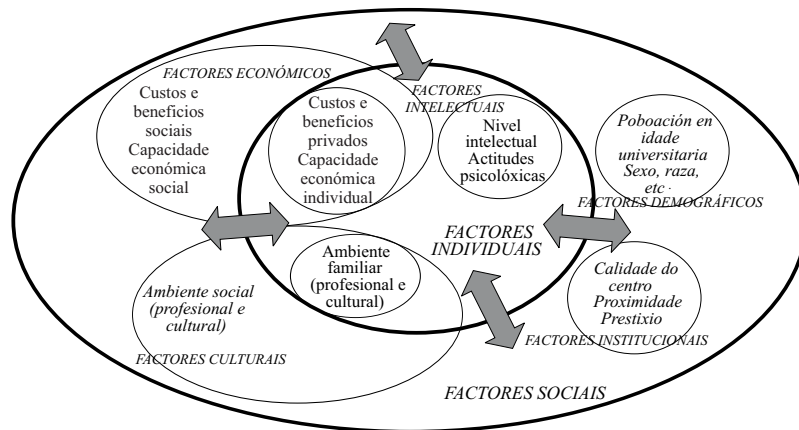 FACTORES ECONÓMICOS
Custos e
beneficios
sociais
Capacidade
económica
social
Custos e
beneficios
privados
Capacidade
económica
individual
FACTORES
INTELECTUAIS
Nivel
intelectual
Actitudes
psicolóxicas
Poboación en
idade
universitaria
Sexo, raza,
etc .
FACTORES DEMOGRÁFICOS
FACTORES
INDIVIDUAIS
Ambiente
familiar
(profesional e
cultural)
Ambiente social
(profesional e
cultural)
FACTORES CULTURAIS
Calidade do
centro
Proximidade
Prestixio
FACTORES INSTITUCIONAIS
FACTORES SOCIAIS